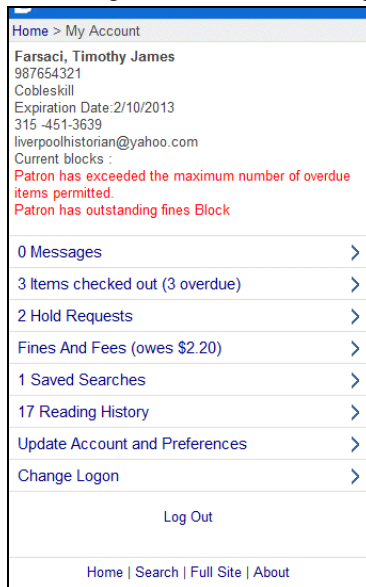 Home > My Account
Farsaci, Timothy James
987654321
Cobleskill
Expiration Date:2/10/2013
315 -451-3639
liverpoolhistorian@yahoo.com
Current blocks :
Patron has exceeded the maximum number of overdue
items permitted.
Patron has outstanding fines Block
0 Messages
3 Items checked out (3 overdue)
2 Hold Requests
Fines And Fees (owes $2.20)
1 Saved Searches
17 Reading History
Update Account and Preferences
Change Logon
Log Out
Home | Search | Full Site | About